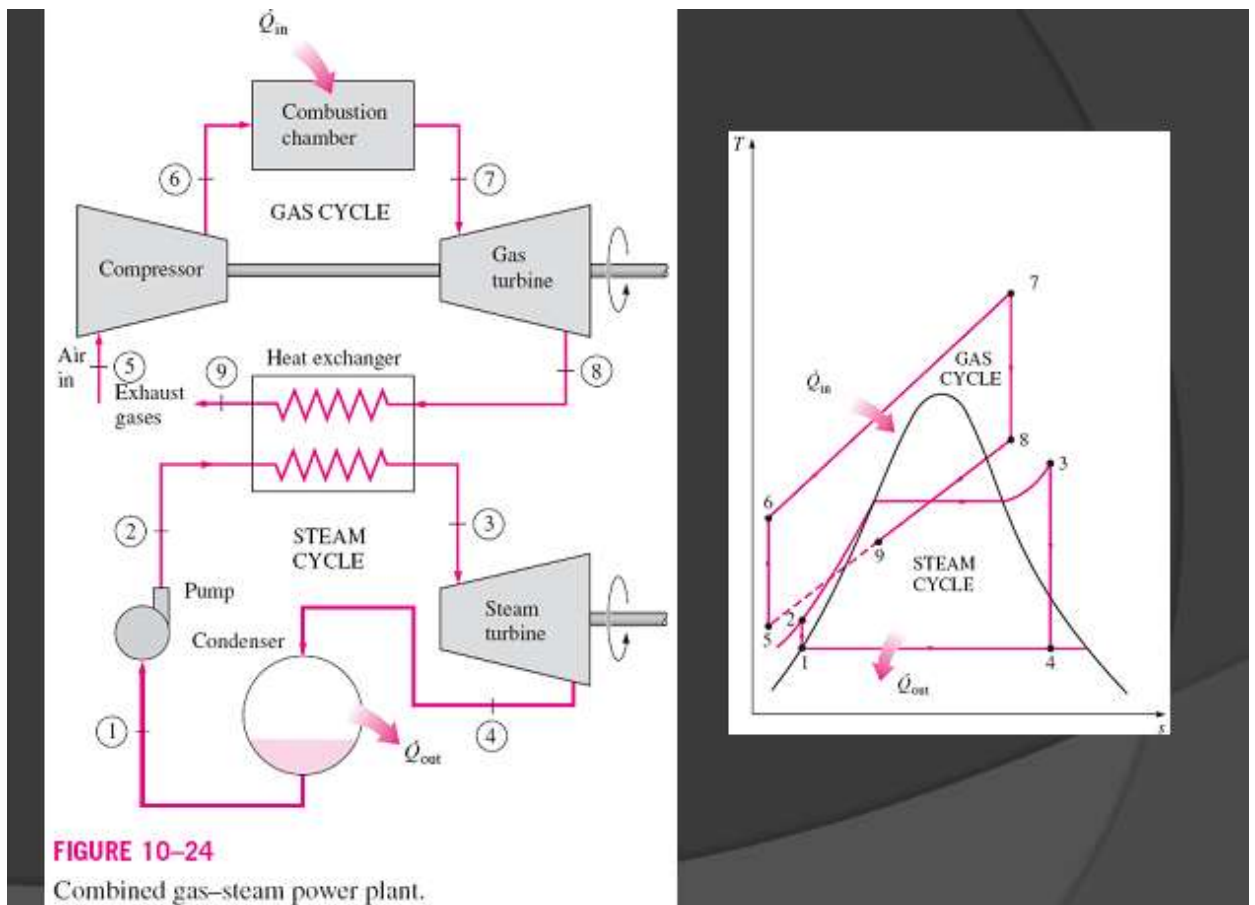 Q̇in
Combustion
chamber
6
7
GAS CYCLE
Compressor
Gas
turbine
Air
in
5
9
Heat exchanger
8
Exhaust
gases
2
3
STEAM
CYCLE
Pump
Condenser
Steam
turbine
1
4
Q̇out
FIGURE 10–24
Combined gas–steam power plant.
T
7
GAS
CYCLE
Q̇in
8
3
6
9
STEAM
CYCLE
2
5
1
4
Q̇out
s